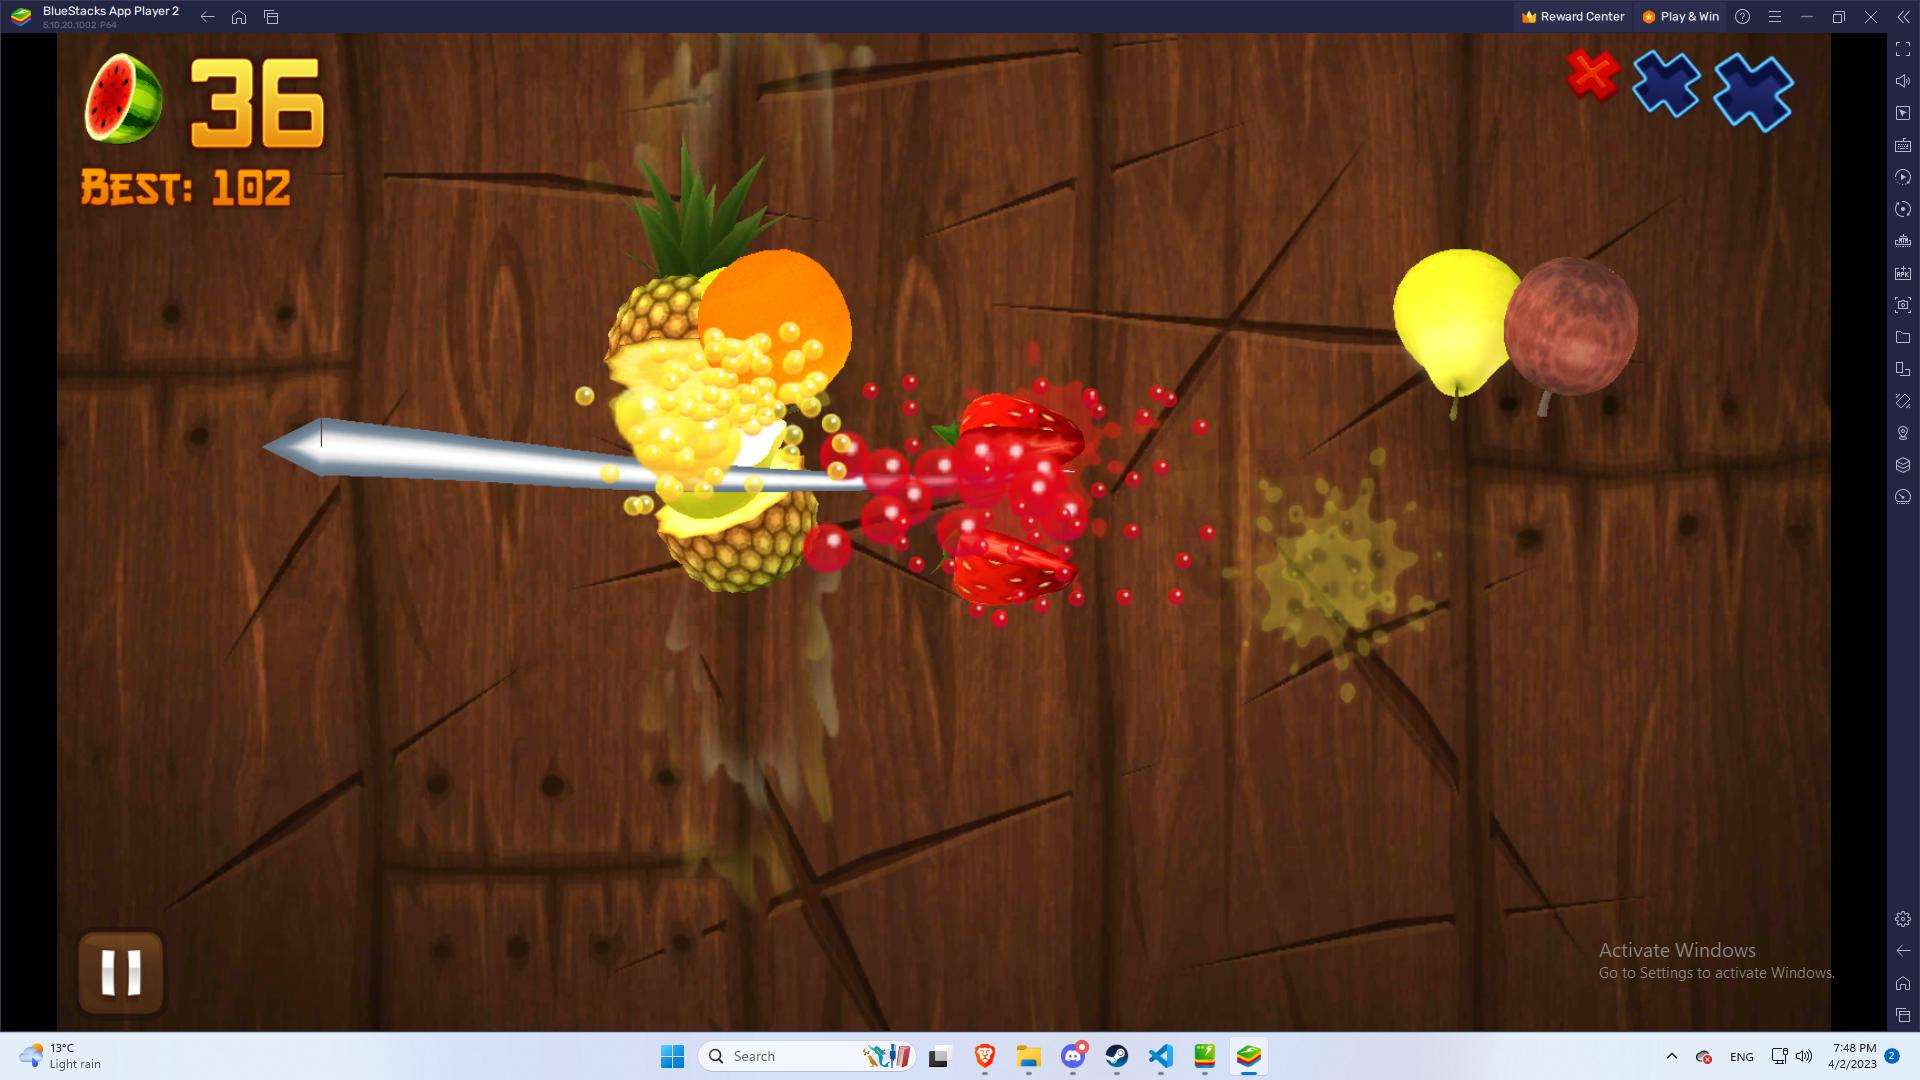 BlueStacks App Player 2
5.10.20.1002 P64
Reward Center
Play & Win
36
BEST: 102
APK
Activate Windows
Go to Settings to activate Windows.
13°C
Light rain
Search
ENG
7:48 PM
4/2/2023
2